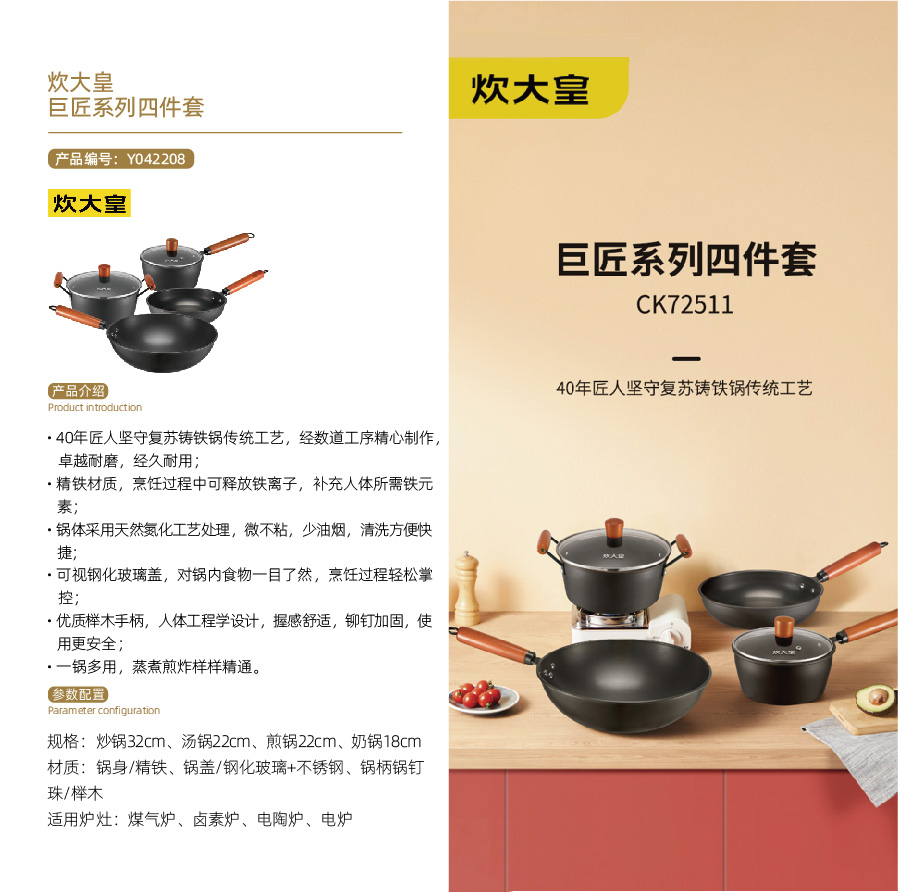 炊大皇
巨匠系列四件套
产品编号：Y042208
炊大皇
产品介绍
Product introduction
• 40年匠人坚守复苏铸铁锅传统工艺，经数道工序精心制作，
卓越耐磨，经久耐用；
• 精铁材质，烹饪过程中可释放铁离子，补充人体所需铁元
素；
• 锅体采用天然氮化工艺处理，微不粘，少油烟，清洗方便快
捷；
• 可视钢化玻璃盖，对锅内食物一目了然，烹饪过程轻松掌
控；
• 优质榉木手柄，人体工程学设计，握感舒适，铆钉加固，使
用更安全；
• 一锅多用，蒸煮煎炸样样精通。
参数配置
Parameter configuration
规格：炒锅32cm、汤锅22cm、煎锅22cm、奶锅18cm
材质：锅身/精铁、锅盖/钢化玻璃+不锈钢、锅柄锅钉
珠/榉木
适用炉灶：煤气炉、卤素炉、电陶炉、电炉
炊大皇
巨匠系列四件套
CK72511
40年匠人坚守复苏铸铁锅传统工艺
炊大皇
炊大皇